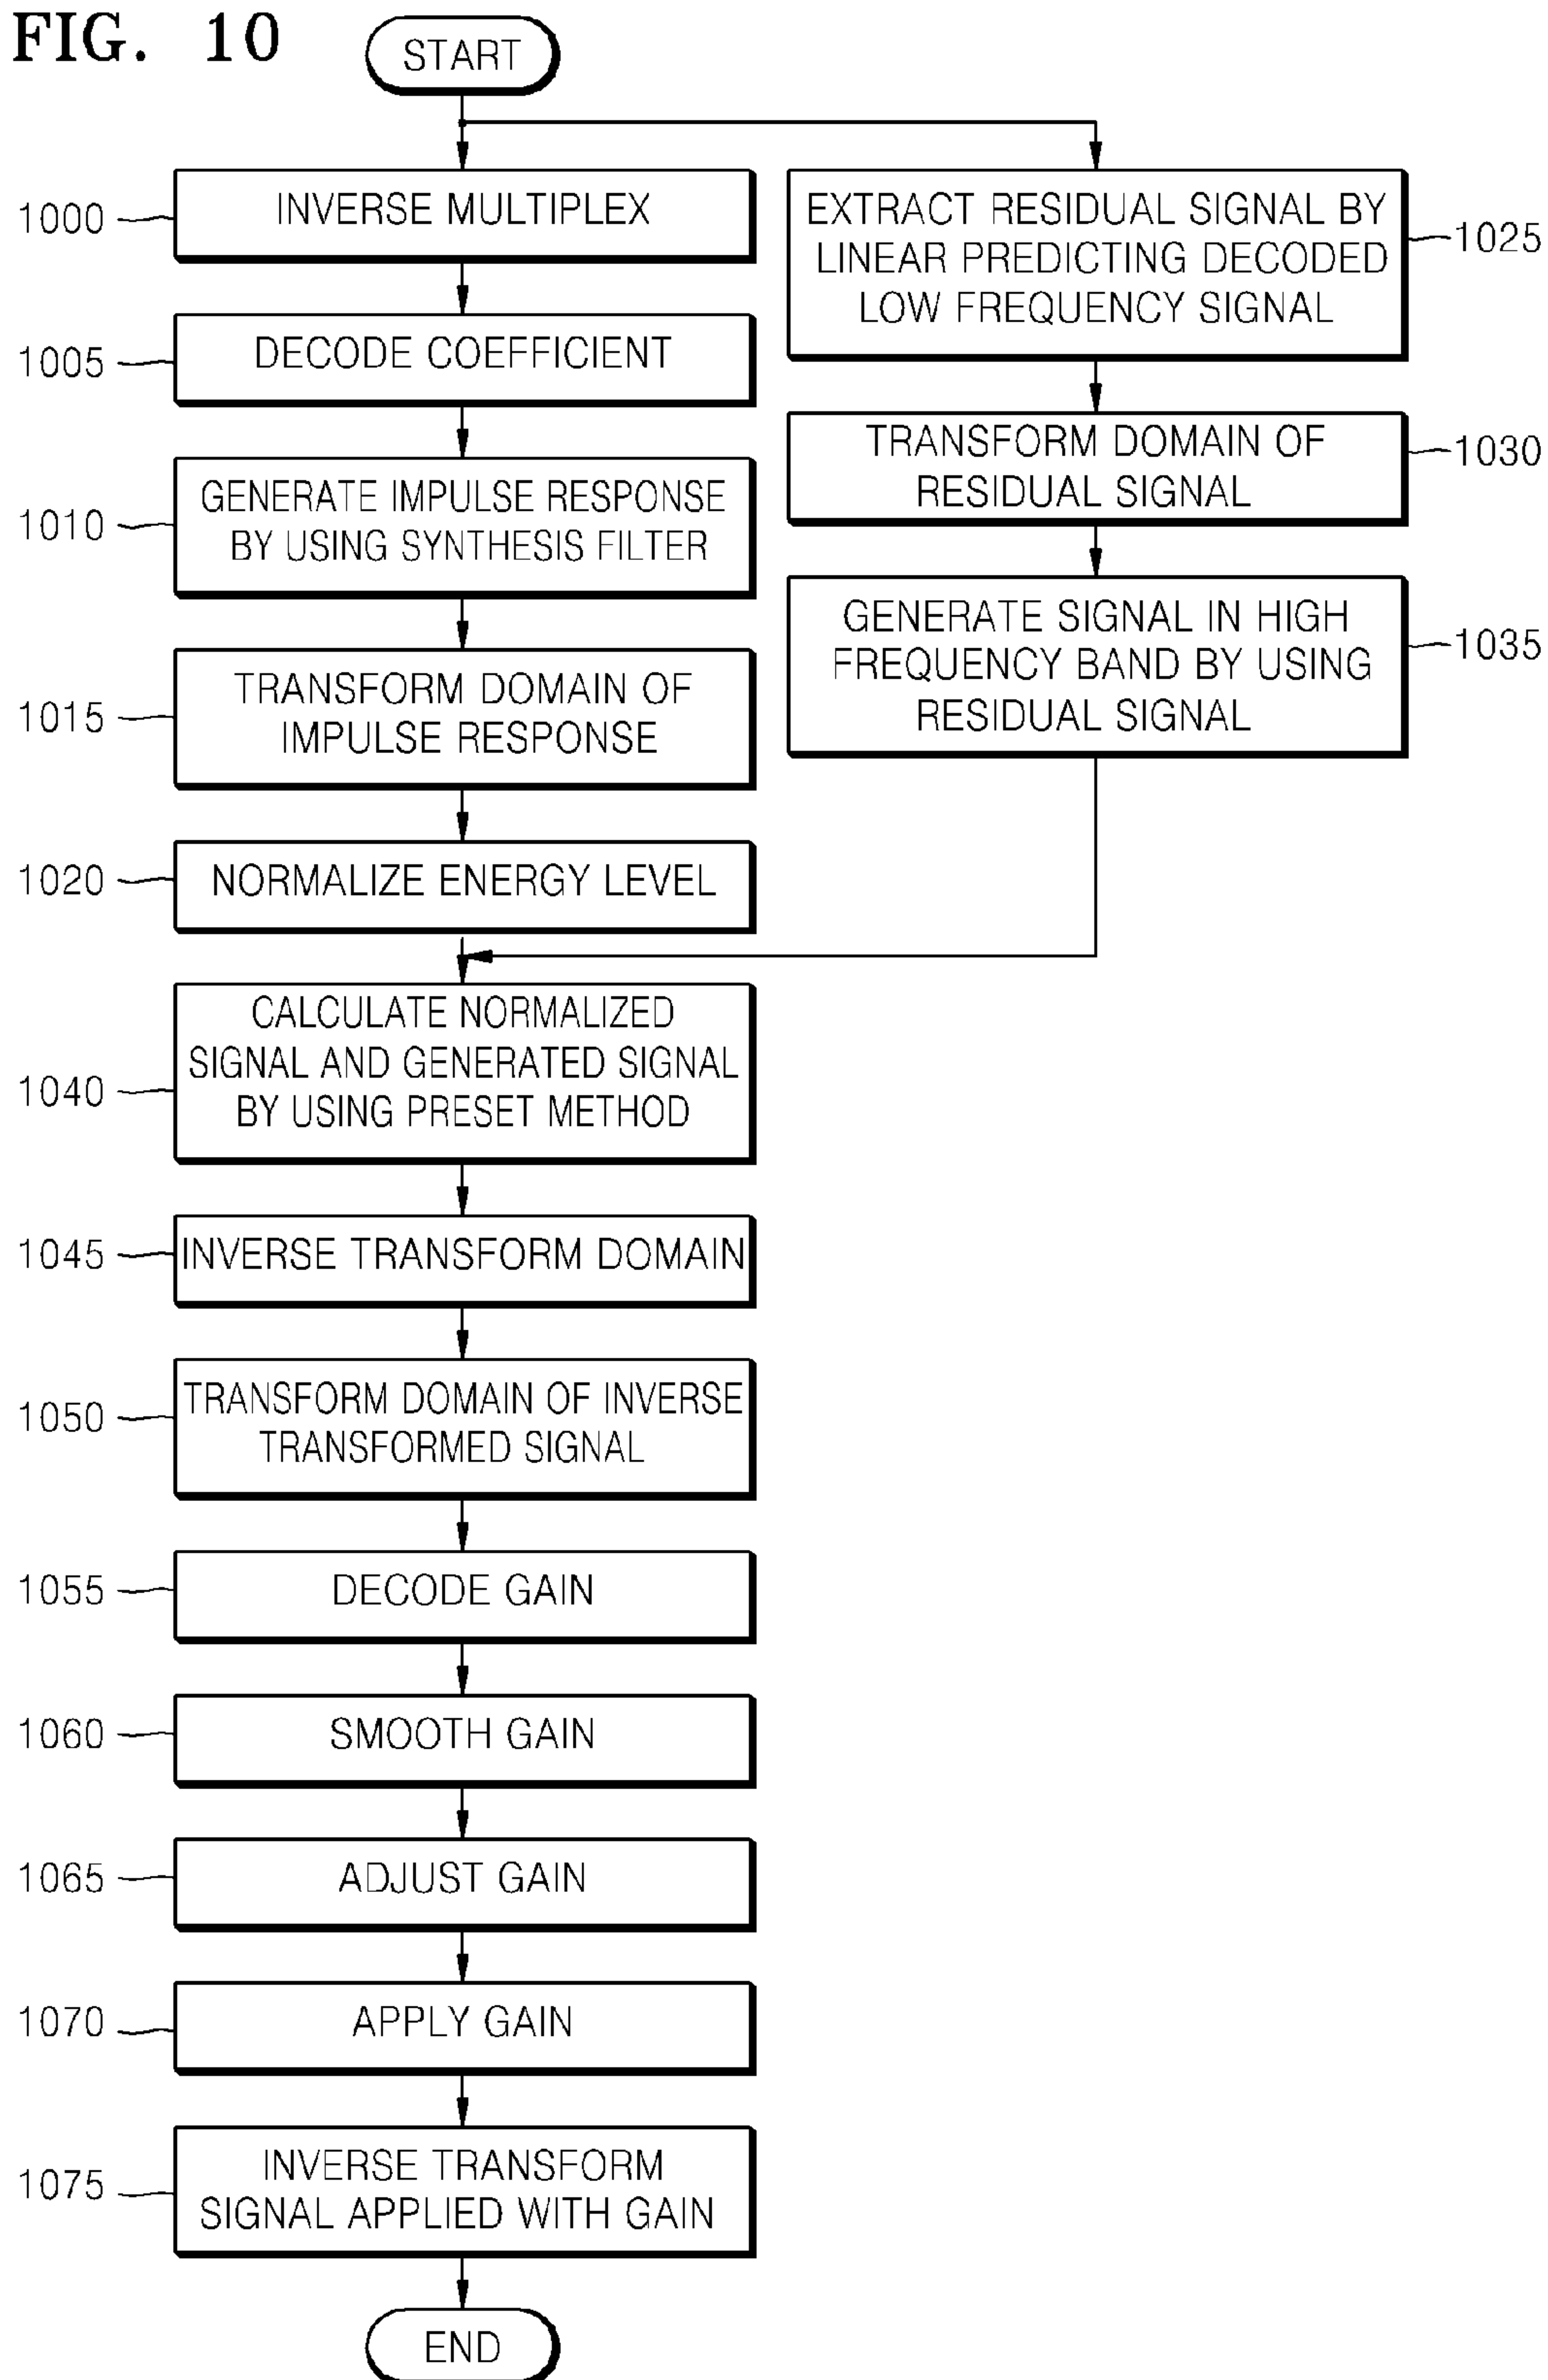 FIG. 10
START
1000
INVERSE MULTIPLEX
1005
DECODE COEFFICIENT
1010
GENERATE IMPULSE RESPONSE
BY USING SYNTHESIS FILTER
1015
TRANSFORM DOMAIN OF
IMPULSE RESPONSE
1020
NORMALIZE ENERGY LEVEL
EXTRACT RESIDUAL SIGNAL BY
LINEAR PREDICTING DECODED
LOW FREQUENCY SIGNAL
1025
TRANSFORM DOMAIN OF
RESIDUAL SIGNAL
1030
GENERATE SIGNAL IN HIGH
FREQUENCY BAND BY USING
RESIDUAL SIGNAL
1035
1040
CALCULATE NORMALIZED
SIGNAL AND GENERATED SIGNAL
BY USING PRESET METHOD
1045
INVERSE TRANSFORM DOMAIN
1050
TRANSFORM DOMAIN OF INVERSE
TRANSFORMED SIGNAL
1055
DECODE GAIN
1060
SMOOTH GAIN
1065
ADJUST GAIN
1070
APPLY GAIN
1075
INVERSE TRANSFORM
SIGNAL APPLIED WITH GAIN
END